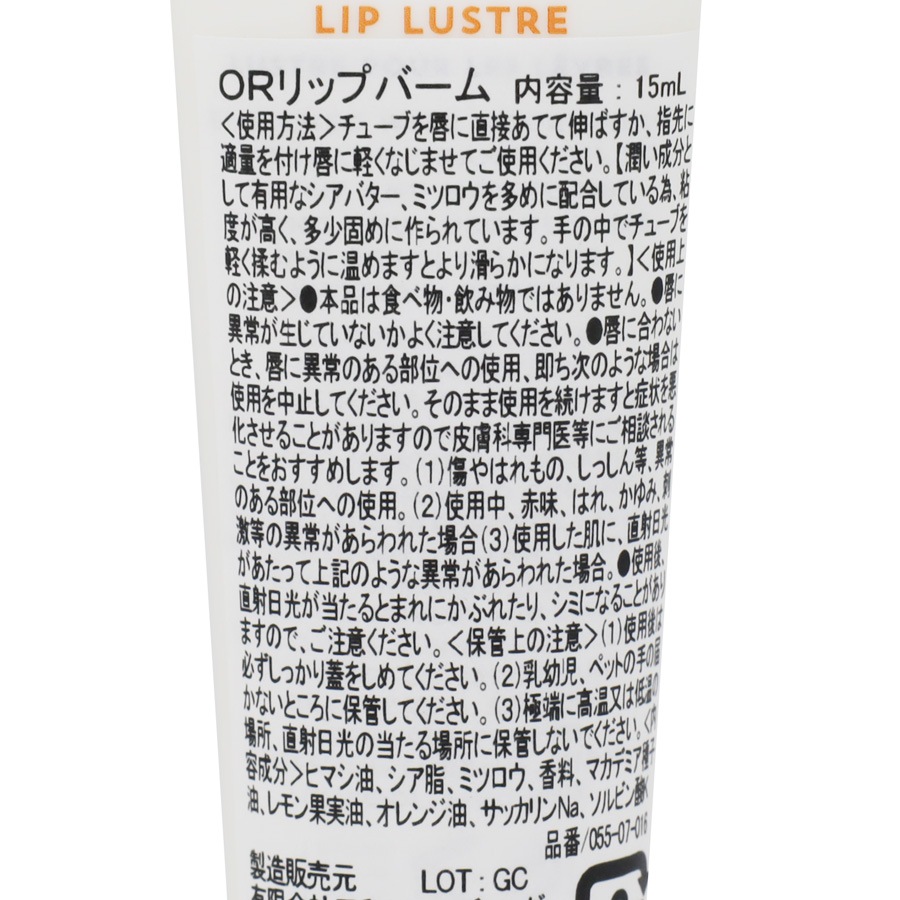 LIP LUSTRE
ORリップバーム 内容量：15mL
＜使用方法＞チューブを唇に直接あてて伸ばすか、指先に
適量を付け唇に軽くなじませてご使用ください。【潤い成分と
して有用なシアバター、ミツロウを多めに配合している為、粘
度が高く、多少固めに作られています。手の中でチューブを
軽く揉むように温めますとより滑らかになります。】＜使用上
の注意＞●本品は食べ物・飲み物ではありません。●唇に
異常が生じていないかよく注意してください。●唇に合わない
とき、唇に異常のある部位への使用、即ち次のような場合は
使用を中止してください。そのまま使用を続けますと症状を悪
化させることがありますので皮膚科専門医等にご相談される
ことをおすすめします。(1)傷やはれもの、しっしん等、異常
のある部位への使用。(2)使用中、赤味、はれ、かゆみ、刺
激等の異常があらわれた場合(3)使用した肌に、直射日光
があたって上記のような異常があらわれた場合。●使用後、
直射日光が当たるとまれにかぶれたり、シミになることがあり
ますので、ご注意ください。＜保管上の注意＞(1)使用後は
必ずしっかり蓋をしめてください。(2)乳幼児、ペットの手の届
かないところに保管してください。(3)極端に高温又は低温の
場所、直射日光の当たる場所に保管しないでください。＜内
容成分＞ヒマシ油、シア脂、ミツロウ、香料、マカデミア種子
油、レモン果実油、オレンジ油、サッカリンNa、ソルビン酸K
品番/055-07-016
製造販売元 LOT：GC